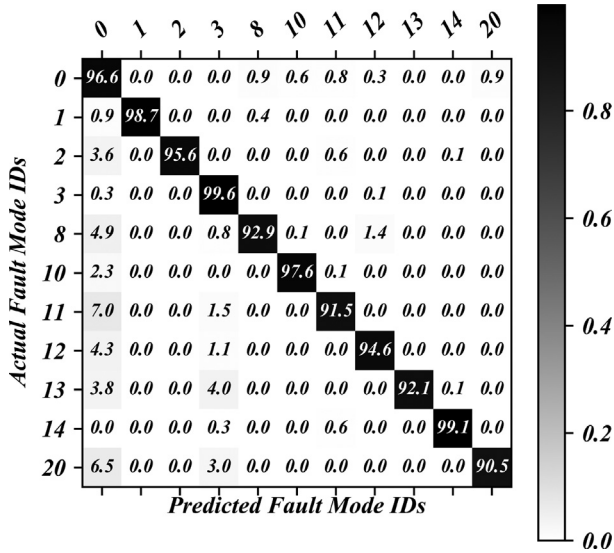 0 1 2 3 8 10 11 12 13 14 20
0 96.6 0.0 0.0 0.0 0.9 0.6 0.8 0.3 0.0 0.0 0.9
1 0.9 98.7 0.0 0.0 0.4 0.0 0.0 0.0 0.0 0.0 0.0
2 3.6 0.0 95.6 0.0 0.0 0.0 0.6 0.0 0.0 0.1 0.0
3 0.3 0.0 0.0 99.6 0.0 0.0 0.0 0.1 0.0 0.0 0.0
8 4.9 0.0 0.0 0.8 92.9 0.1 0.0 1.4 0.0 0.0 0.0
10 2.3 0.0 0.0 0.0 0.0 97.6 0.1 0.0 0.0 0.0 0.0
11 7.0 0.0 0.0 1.5 0.0 0.0 91.5 0.0 0.0 0.0 0.0
12 4.3 0.0 0.0 1.1 0.0 0.0 0.0 94.6 0.0 0.0 0.0
13 3.8 0.0 0.0 4.0 0.0 0.0 0.0 0.0 92.1 0.1 0.0
14 0.0 0.0 0.0 0.3 0.0 0.0 0.6 0.0 0.0 99.1 0.0
20 6.5 0.0 0.0 3.0 0.0 0.0 0.0 0.0 0.0 0.0 90.5
Actual Fault Mode IDs
Predicted Fault Mode IDs
0.8
0.6
0.4
0.2
0.0